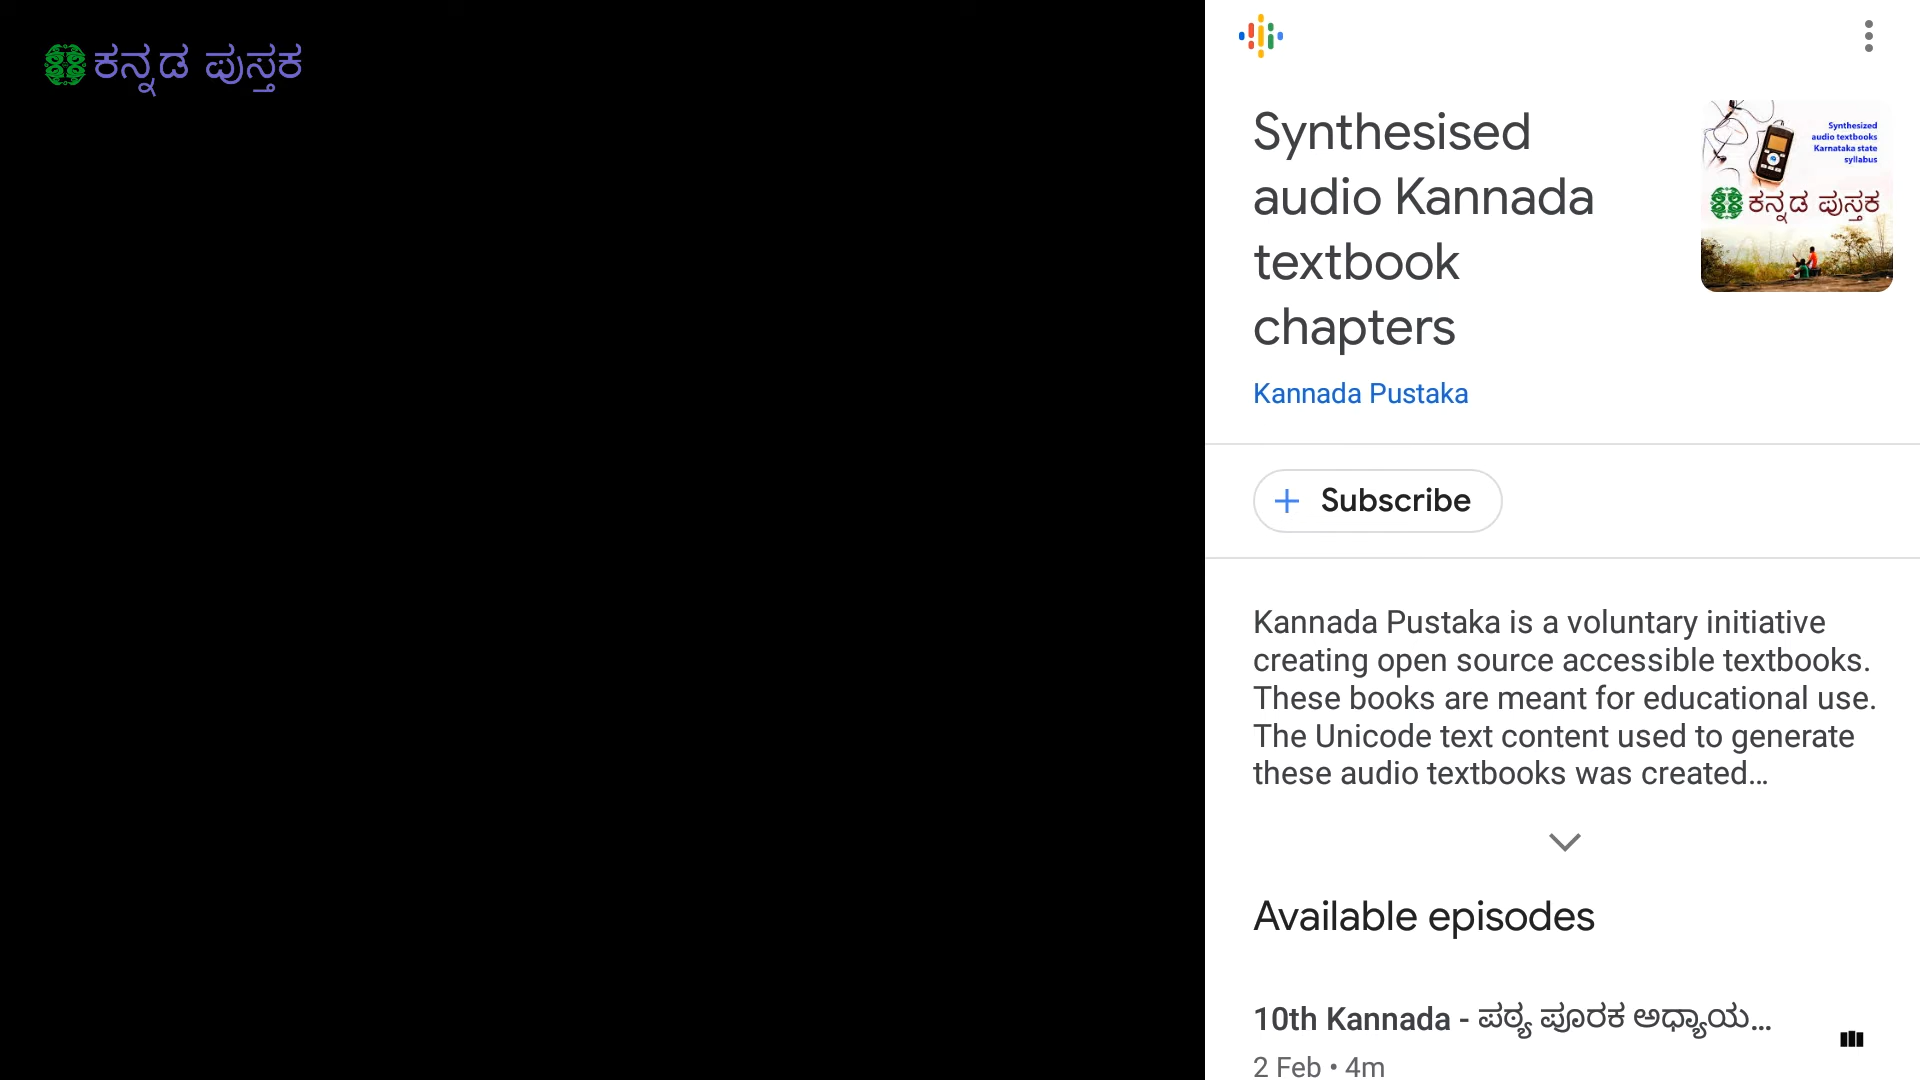 ಕನ್ನಡ ಪುಸ್ತಕ
Synthesised
audio Kannada
textbook
chapters
Kannada Pustaka
Synthesized
audio textbooks
Karnataka state
syllabus
ಕನ್ನಡ ಪುಸ್ತಕ
Subscribe
Kannada Pustaka is a voluntary initiative
creating open source accessible textbooks.
These books are meant for educational use.
The Unicode text content used to generate
these audio textbooks was created...
Available episodes
10th Kannada - ಪಠ್ಯ ಪೂರಕ ಅಧ್ಯಾಯ...
2 Feb • 4m